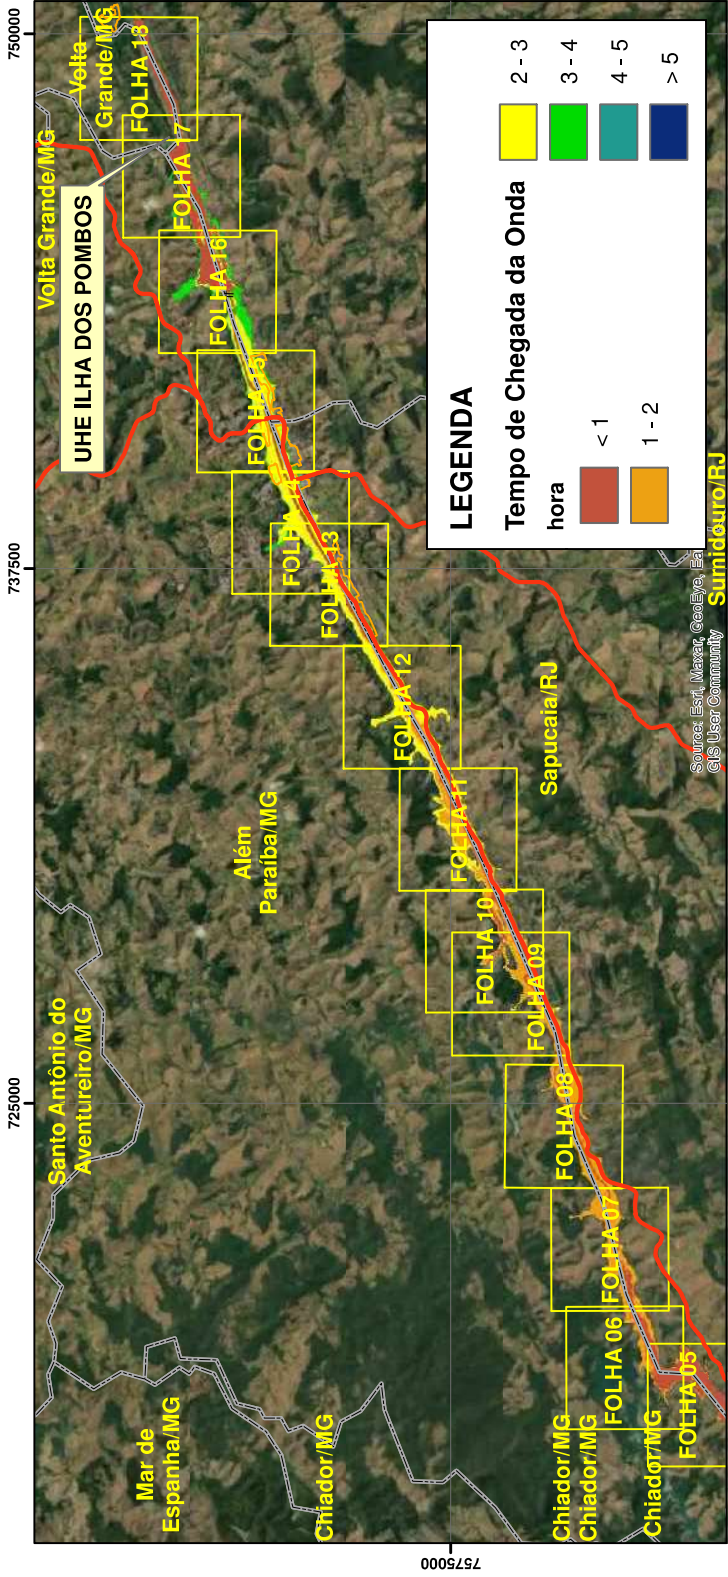 750000
737500
725000
7575000
Volta Grande/MG
Volta
Grande/MG
UHE ILHA DOS POMBOS
Santo Antônio do
Aventureiro/MG
Mar de
Espanha/MG
Além
Paraíba/MG
Chiador/MG
Chiador/MG
Chiador/MG
Chiador/MG
Sapucaia/RJ
Sumidouro/RJ
FOLHA 05
FOLHA 06
FOLHA 07
FOLHA 08
FOLHA 09
FOLHA 10
FOLHA 11
FOLHA 12
FOLHA 13
FOLHA 14
FOLHA 15
FOLHA 16
FOLHA 17
FOLHA 18
LEGENDA
Tempo de Chegada da Onda
hora
< 1
1 - 2
2 - 3
3 - 4
4 - 5
> 5
Source: Esri, Maxar, GeoEye, Ea
GIS User Community